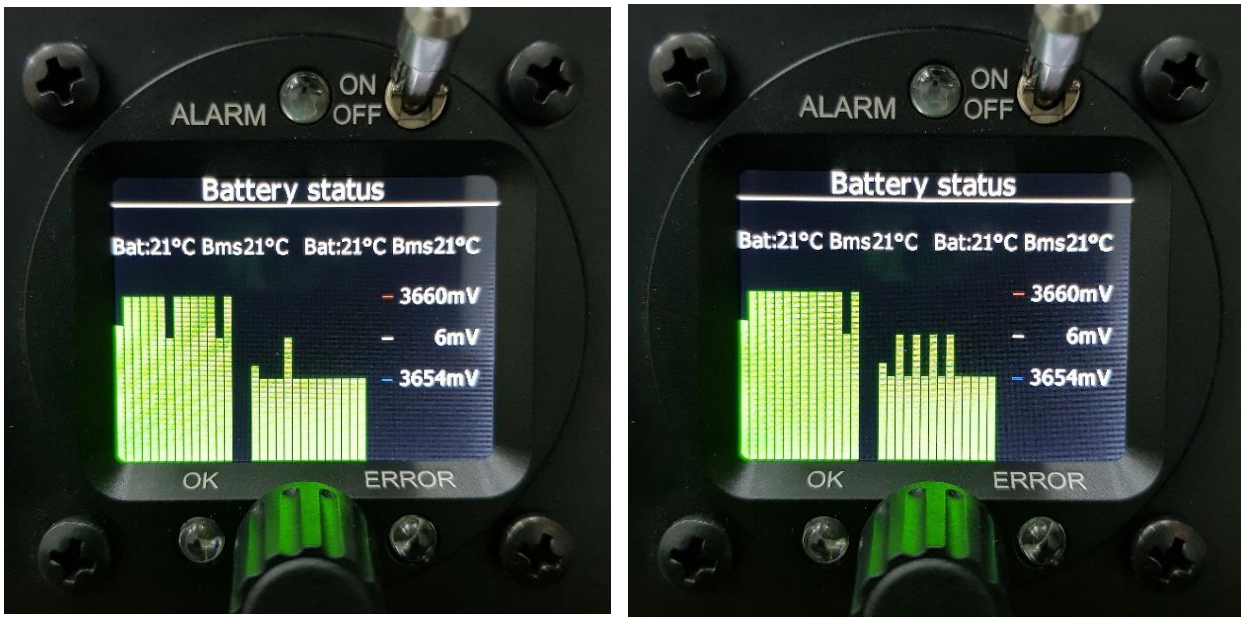 ON
ALARM OFF
Battery status
Bat:21°C Bms21°C Bat:21°C Bms21°C
3660mV
6mV
3654mV
OK ERROR
ON
ALARM OFF
Battery status
Bat:21°C Bms21°C Bat:21°C Bms21°C
3660mV
6mV
3654mV
OK ERROR